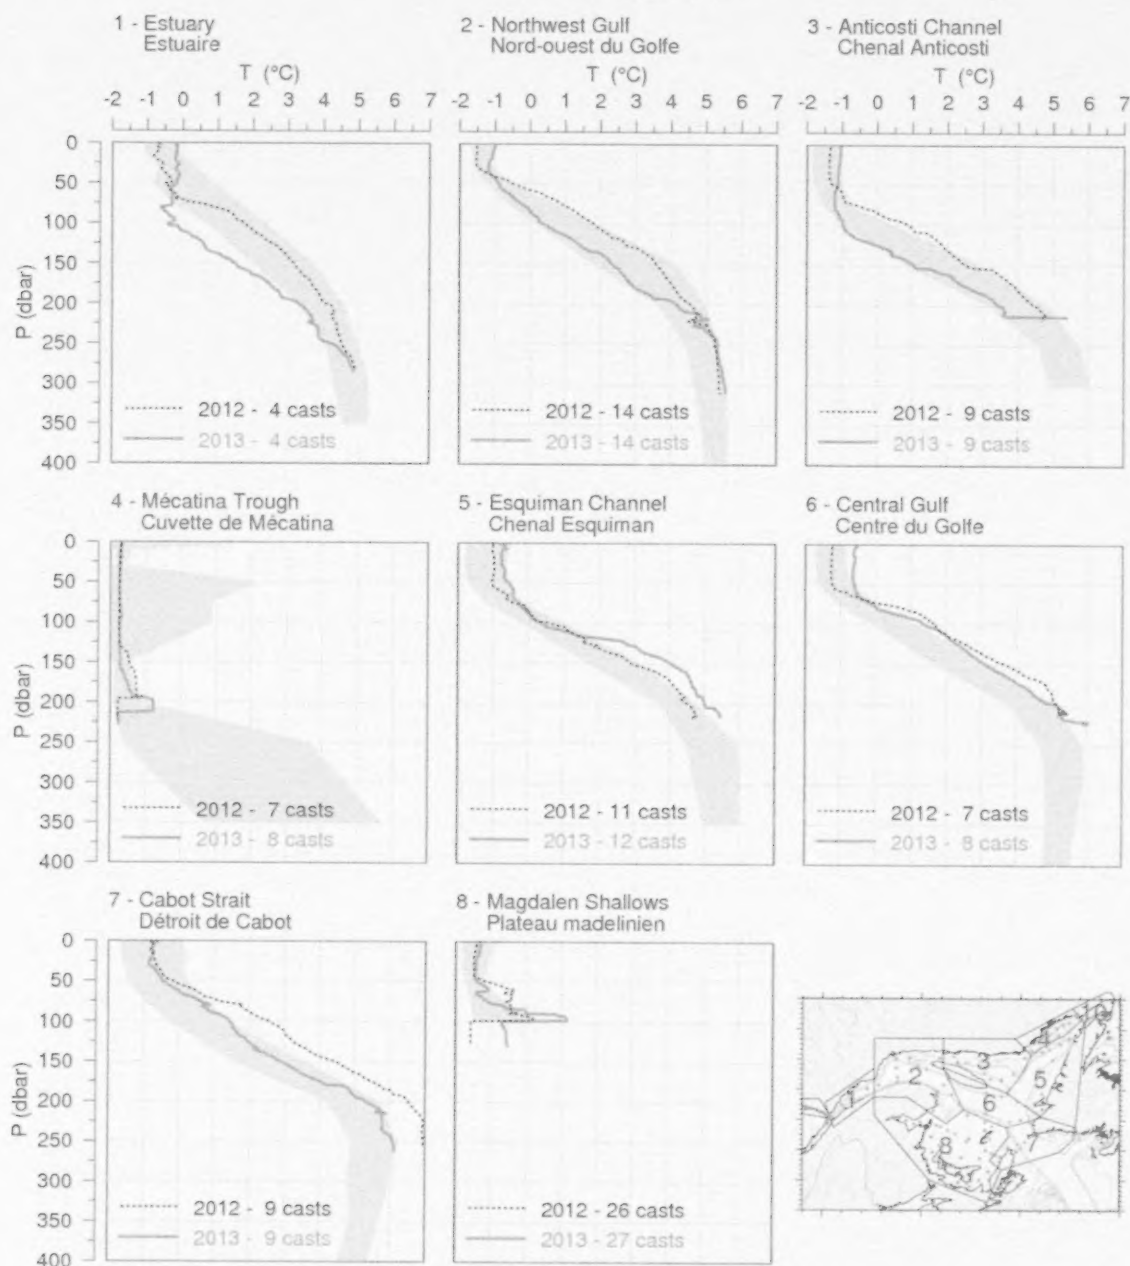 1 - Estuary
Estuaire
2 - Northwest Gulf
Nord-ouest du Golfe
3 - Anticosti Channel
Chenal Anticosti
T (°C)
T (°C)
T (°C)
-2 -1 0 1 2 3 4 5 6 7
-2 -1 0 1 2 3 4 5 6 7
-2 -1 0 1 2 3 4 5 6 7
0
50
100
150
200
250
300
350
400
P (dbar)
2012 - 4 casts
2013 - 4 casts
2012 - 14 casts
2013 - 14 casts
2012 - 9 casts
2013 - 9 casts
4 - Mécatina Trough
Cuvette de Mécatina
5 - Esquiman Channel
Chenal Esquiman
6 - Central Gulf
Centre du Golfe
0
50
100
150
200
250
300
350
400
P (dbar)
2012 - 7 casts
2013 - 8 casts
2012 - 11 casts
2013 - 12 casts
2012 - 7 casts
2013 - 8 casts
7 - Cabot Strait
Détroit de Cabot
8 - Magdalen Shallows
Plateau madelinien
0
50
100
150
200
250
300
350
400
P (dbar)
2012 - 9 casts
2013 - 9 casts
2012 - 26 casts
2013 - 27 casts
4
3
2
5
1
6
8